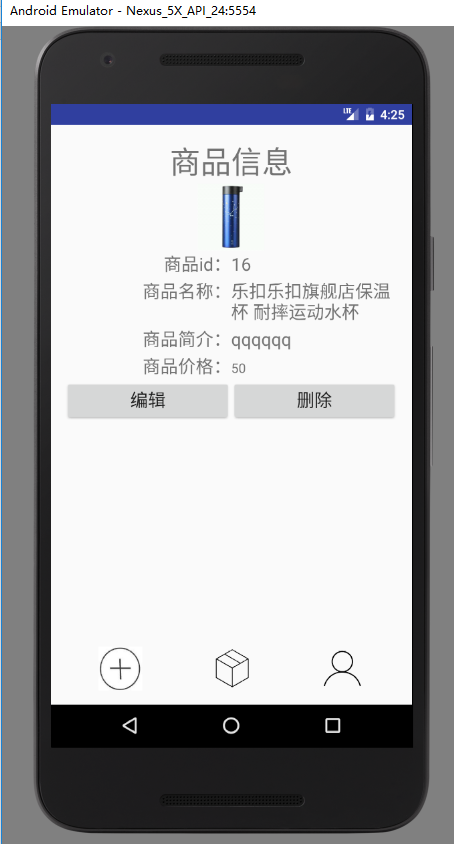 Android Emulator - Nexus_5X_API_24:5554
LTE 4:25
商品信息
商品id：16
商品名称：乐扣乐扣旗舰店保温
杯 耐摔运动水杯
商品简介：qqqqqq
商品价格：50
编辑 删除